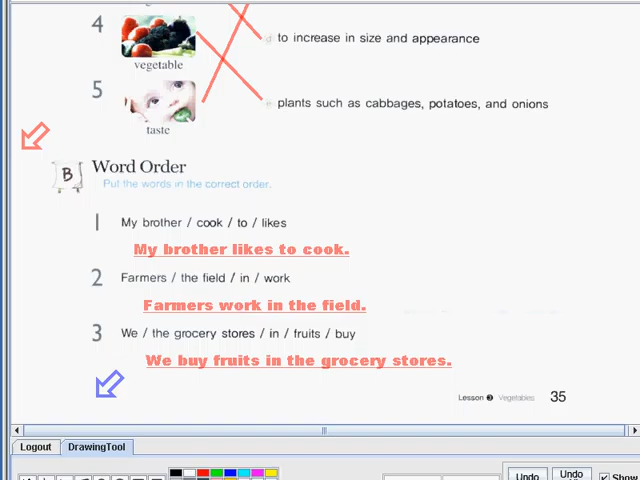 4
to increase in size and appearance
vegetable
5
plants such as cabbages, potatoes, and onions
taste
B
Word Order
Put the words in the correct order.
1
My brother / cook / to / likes
My brother likes to cook.
2
Farmers / the field / in / work
Farmers work in the field.
3
We / the grocery stores / in / fruits / buy
We buy fruits in the grocery stores.
Lesson 3 Vegetables 35
Logout
DrawingTool
Undo
Undo
Show